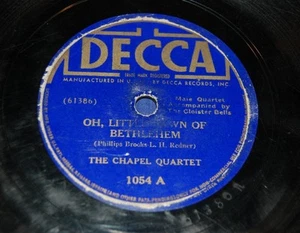 DECCA
MANUFACTURED IN U BY DECCA RECORDS, INC.
(61386)
Male Quartet
Accompanied by
The Cloister Bells
OH, LITTLE TOWN OF
BETHLEHEM
(Phillips Brooks-L. H. Redner)
THE CHAPEL QUARTET
1054 A